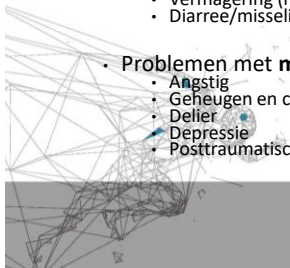 Vermagering (
• Diarree/misseli
• Problemen met m
• Angstig
• Geheugen en c
• Delier
• Depressie
• Posttraumatisc